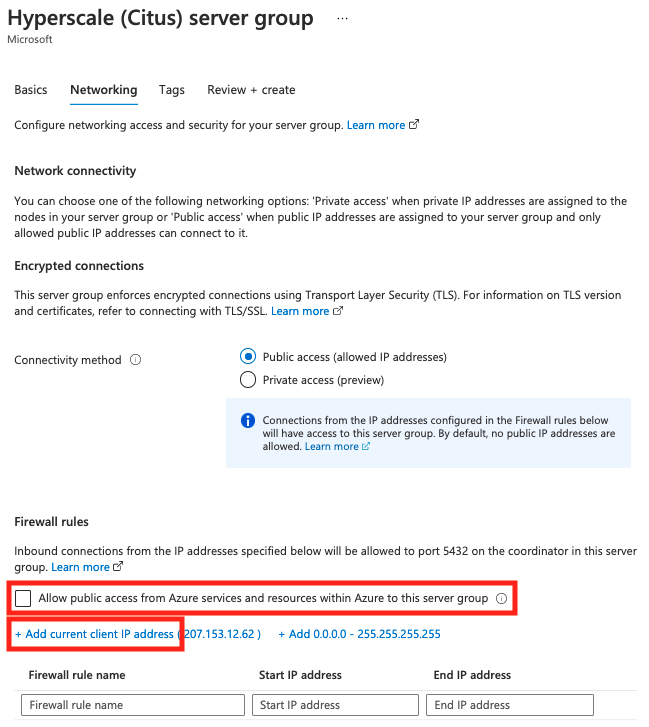 Hyperscale (Citus) server group ...
Microsoft
Basics Networking Tags Review + create
Configure networking access and security for your server group. Learn more
Network connectivity
You can choose one of the following networking options: 'Private access' when private IP addresses are assigned to the
nodes in your server group or 'Public access' when public IP addresses are assigned to your server group and only
allowed public IP addresses can connect to it.
Encrypted connections
This server group enforces encrypted connections using Transport Layer Security (TLS). For information on TLS version
and certificates, refer to connecting with TLS/SSL. Learn more
Connectivity method
Public access (allowed IP addresses)
Private access (preview)
Connections from the IP addresses configured in the Firewall rules below
will have access to this server group. By default, no public IP addresses are
allowed. Learn more
Firewall rules
Inbound connections from the IP addresses specified below will be allowed to port 5432 on the coordinator in this server
group. Learn more
Allow public access from Azure services and resources within Azure to this server group
+ Add current client IP address ( 207.153.12.62 ) + Add 0.0.0.0 - 255.255.255.255
Firewall rule name Start IP address End IP address
Firewall rule name Start IP address End IP address